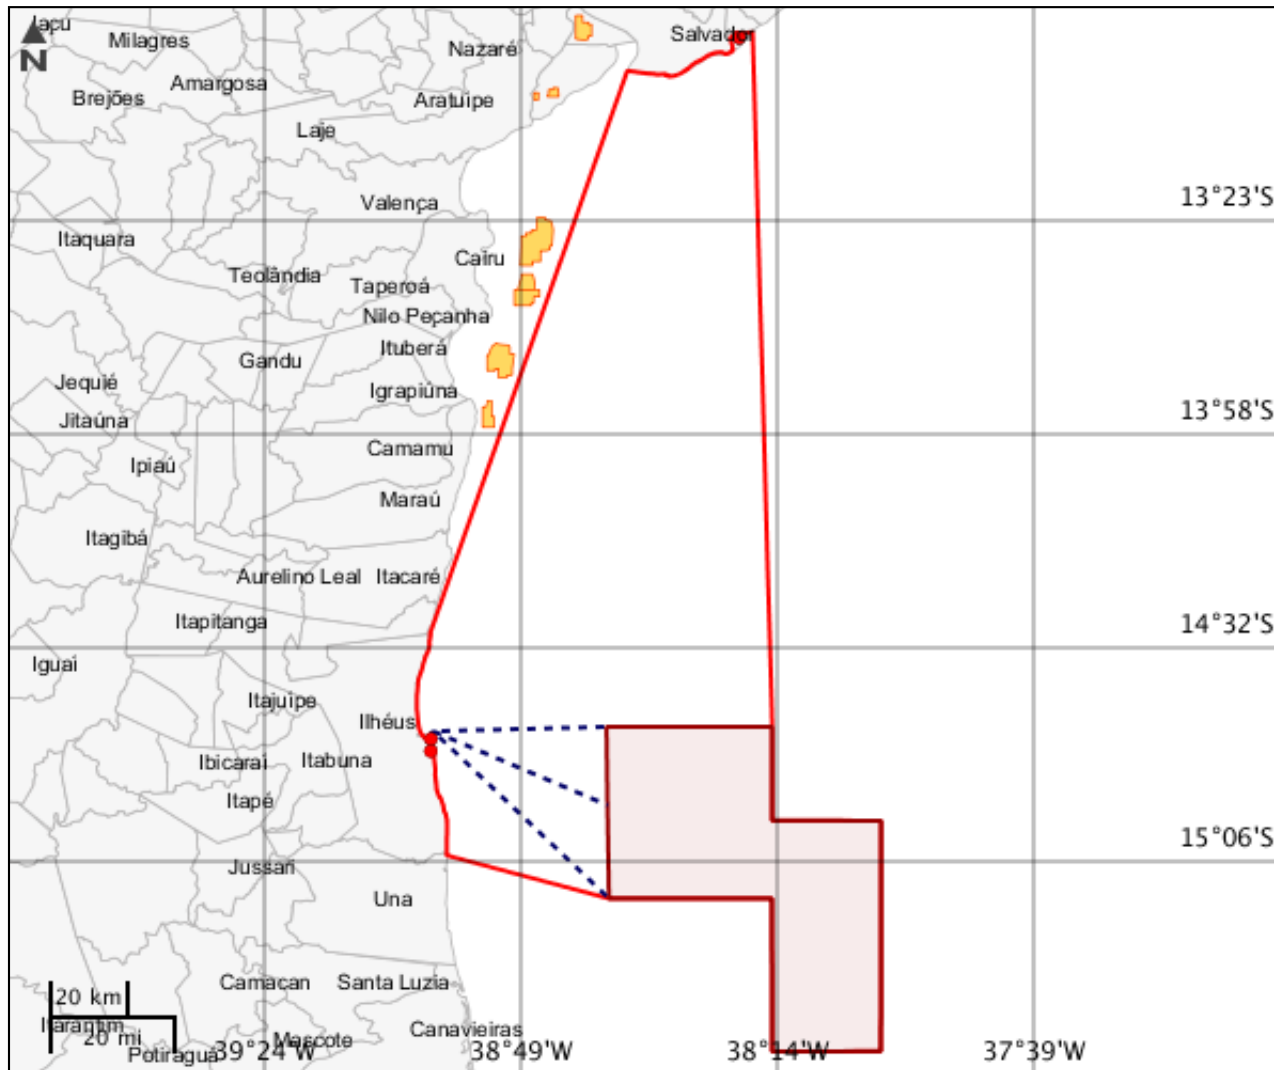 Iaçu
N
Milagres
Salvador
Nazaré
Amargosa
Brejões
Aratuípe
Laje
13°23'S
Valença
Itaquara
Cairu
Teolândia
Taperoá
Nilo Peçanha
Ituberá
Gandu
Jequié
Igrapiúna
13°58'S
Jitaúna
Camamu
Ipiaú
Maraú
Itagibá
Aurelino Leal
Itacaré
Itapitanga
14°32'S
Iguaí
Itajuípe
Ilhéus
Ibicaraí
Itabuna
Itapé
15°06'S
Jussari
Una
Camacan
Santa Luzia
20 km
Itarantim
20 mi
Canavieiras
Mascote
Potiraguá
39°24'W
38°49'W
38°14'W
37°39'W